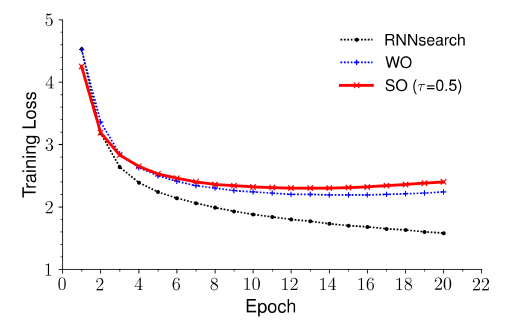 5
4
3
2
1
Training Loss
RNNsearch
WO
SO (τ=0.5)
0 2 4 6 8 10 12 14 16 18 20 22
Epoch